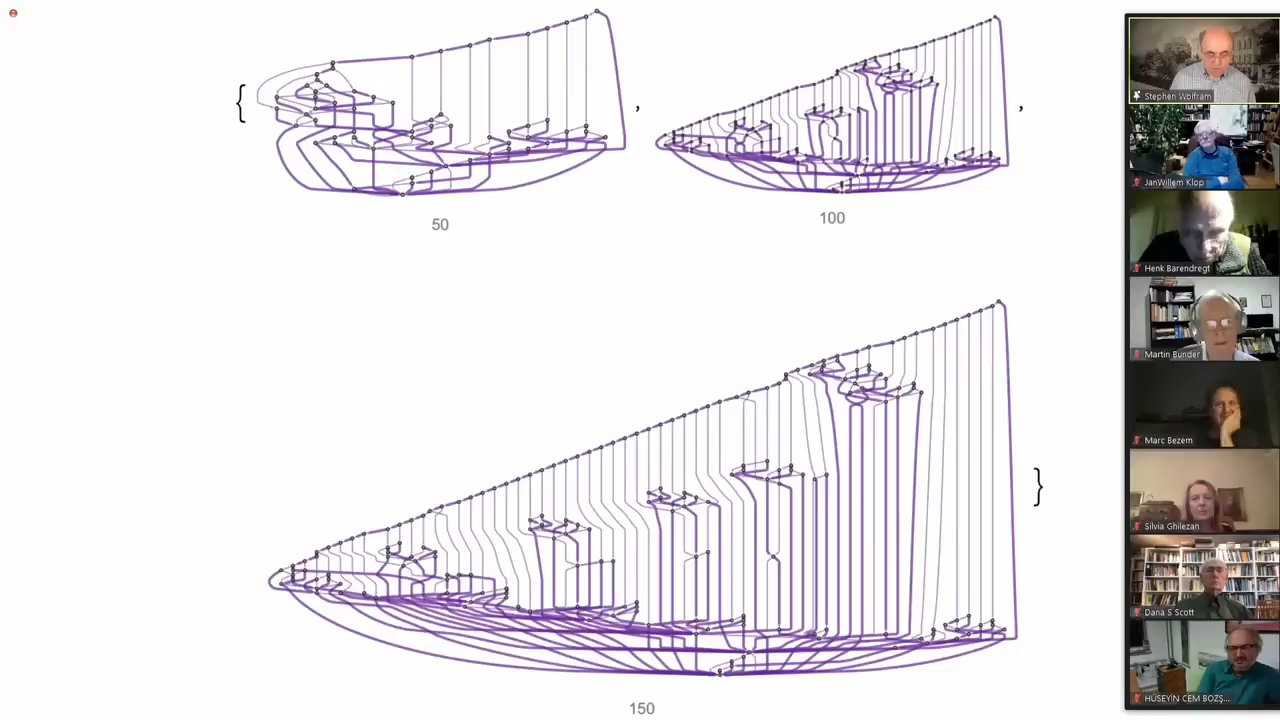 { , ,
50
100
}
150
Stephen Wolfram
JanWillem Klop
Henk Barendregt
Martin Bunder
Marc Bezem
Silvia Ghilezan
Dana S Scott
HÜSEYİN CEM BOZŞ...